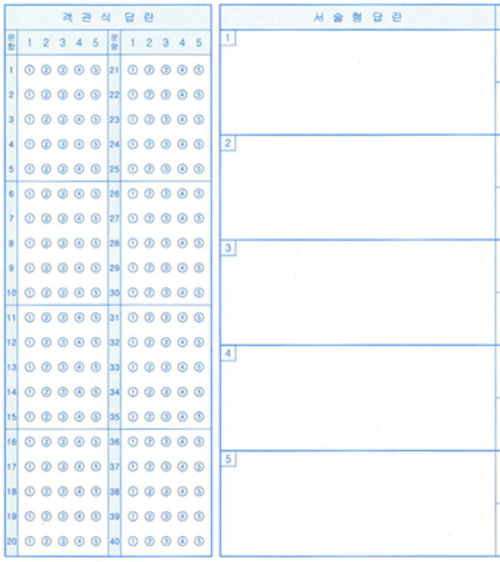 객 관 식 답 란
문항 1 2 3 4 5 문항 1 2 3 4 5
1 ① ② ③ ④ ⑤ 21 ① ② ③ ④ ⑤
2 ① ② ③ ④ ⑤ 22 ① ② ③ ④ ⑤
3 ① ② ③ ④ ⑤ 23 ① ② ③ ④ ⑤
4 ① ② ③ ④ ⑤ 24 ① ② ③ ④ ⑤
5 ① ② ③ ④ ⑤ 25 ① ② ③ ④ ⑤
6 ① ② ③ ④ ⑤ 26 ① ② ③ ④ ⑤
7 ① ② ③ ④ ⑤ 27 ① ② ③ ④ ⑤
8 ① ② ③ ④ ⑤ 28 ① ② ③ ④ ⑤
9 ① ② ③ ④ ⑤ 29 ① ② ③ ④ ⑤
10 ① ② ③ ④ ⑤ 30 ① ② ③ ④ ⑤
11 ① ② ③ ④ ⑤ 31 ① ② ③ ④ ⑤
12 ① ② ③ ④ ⑤ 32 ① ② ③ ④ ⑤
13 ① ② ③ ④ ⑤ 33 ① ② ③ ④ ⑤
14 ① ② ③ ④ ⑤ 34 ① ② ③ ④ ⑤
15 ① ② ③ ④ ⑤ 35 ① ② ③ ④ ⑤
16 ① ② ③ ④ ⑤ 36 ① ② ③ ④ ⑤
17 ① ② ③ ④ ⑤ 37 ① ② ③ ④ ⑤
18 ① ② ③ ④ ⑤ 38 ① ② ③ ④ ⑤
19 ① ② ③ ④ ⑤ 39 ① ② ③ ④ ⑤
20 ① ② ③ ④ ⑤ 40 ① ② ③ ④ ⑤
서 술 형 답 란
1
2
3
4
5